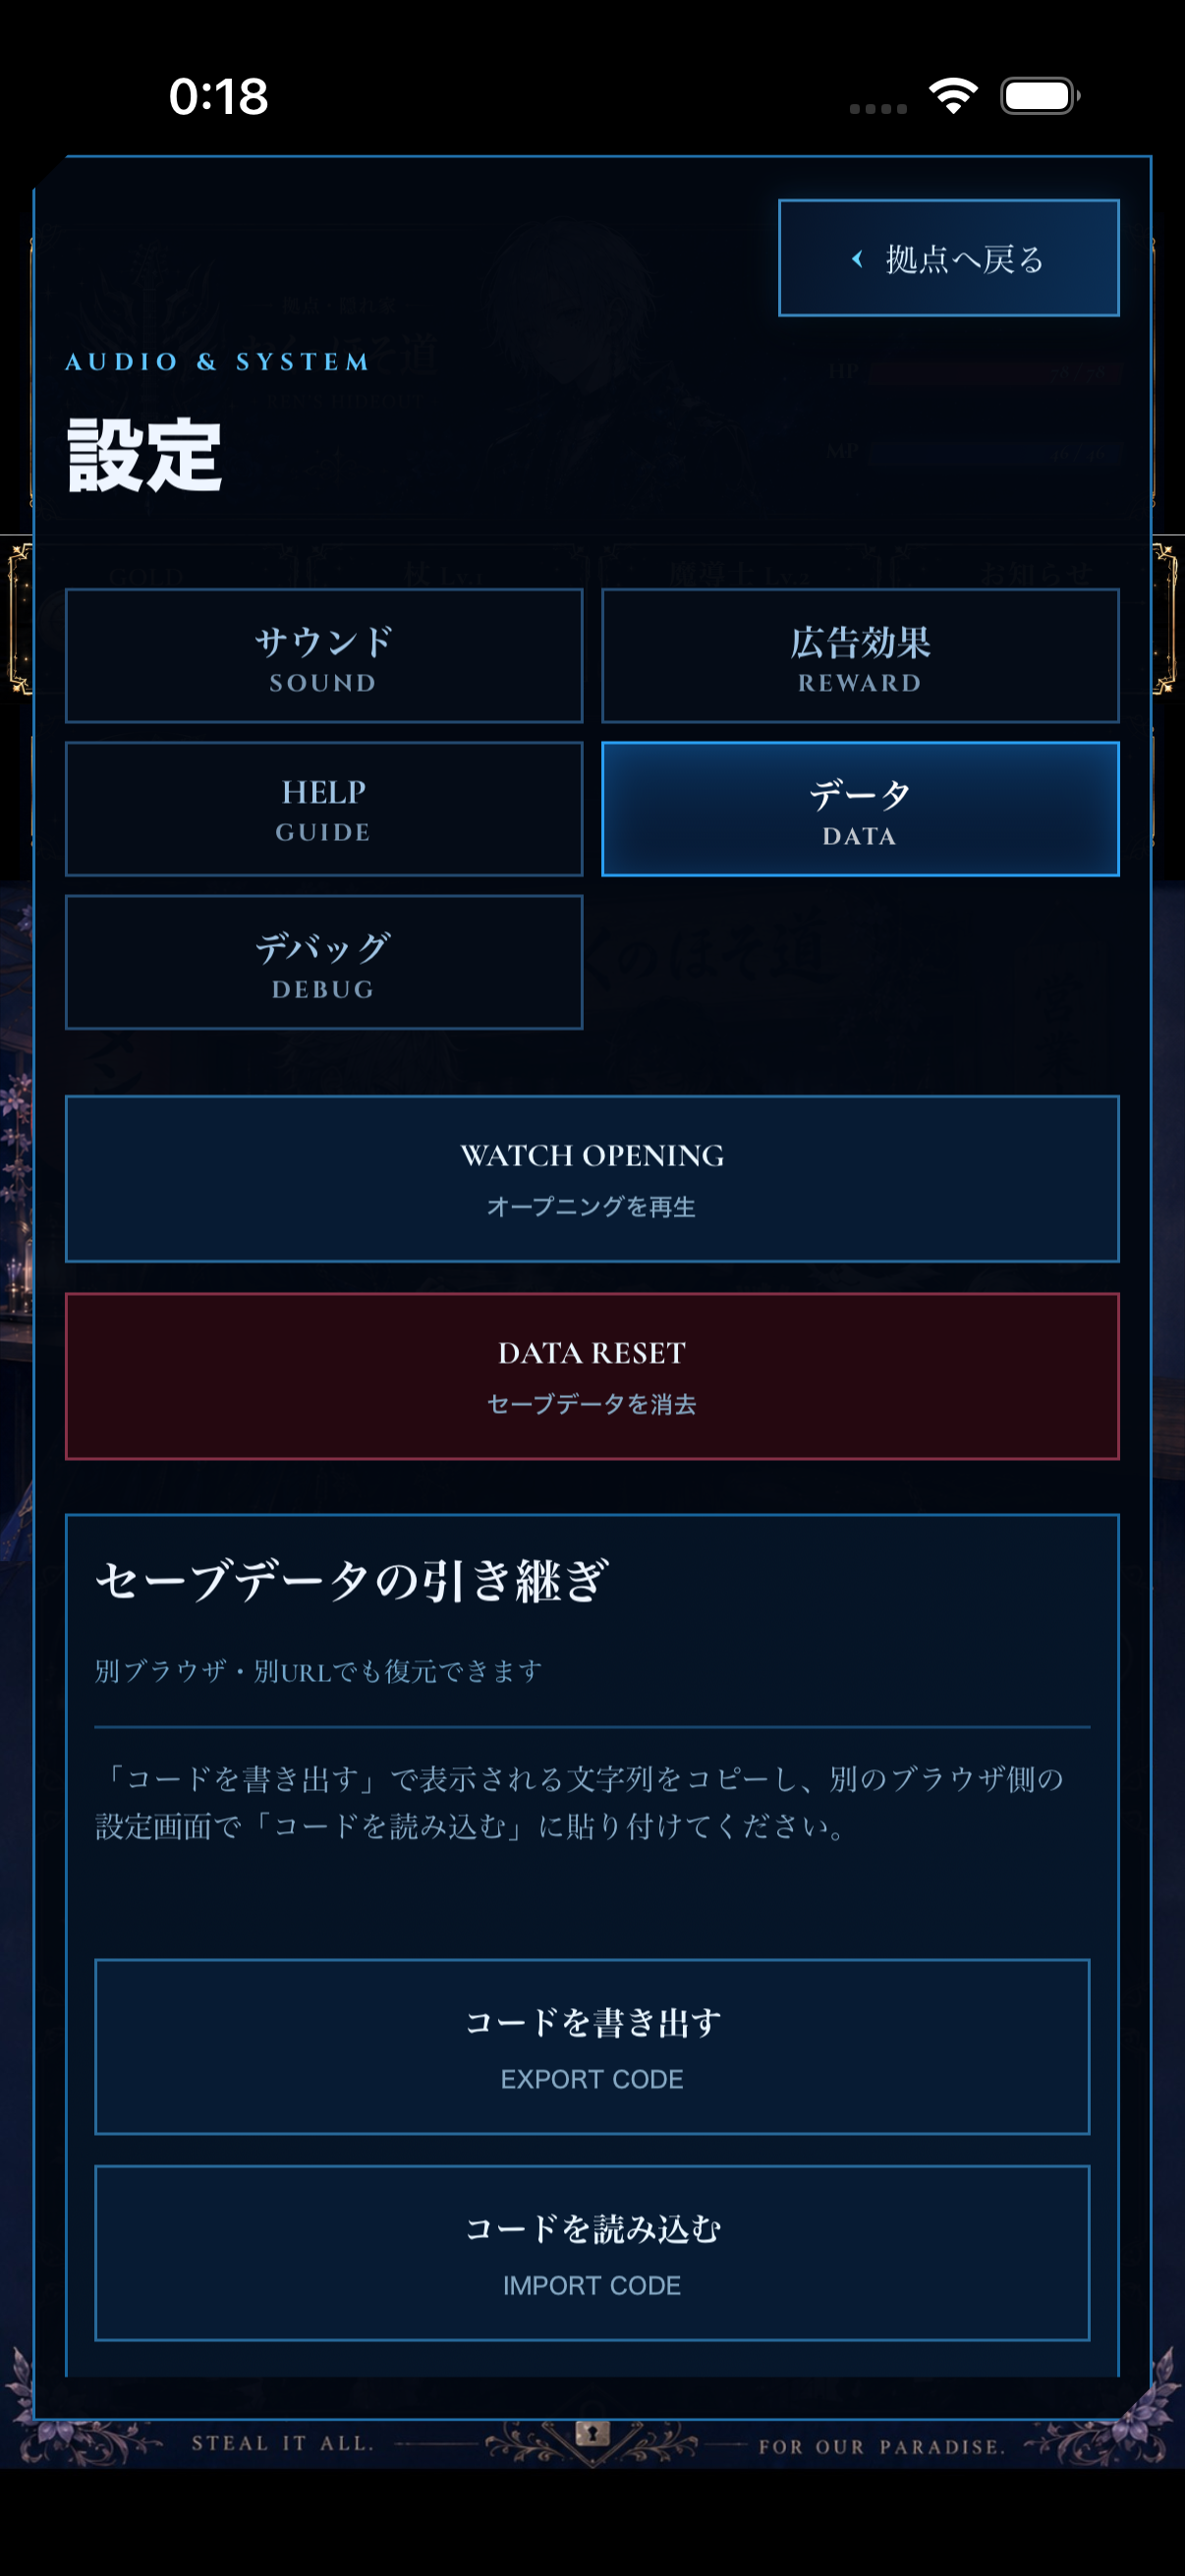 0:18
拠点へ戻る
AUDIO & SYSTEM
設定
サウンド
SOUND
広告効果
REWARD
HELP
GUIDE
データ
DATA
デバッグ
DEBUG
WATCH OPENING
オープニングを再生
DATA RESET
セーブデータを消去
セーブデータの引き継ぎ
別ブラウザ・別URLでも復元できます
「コードを書き出す」で表示される文字列をコピーし、別のブラウザ側の
設定画面で「コードを読み込む」に貼り付けてください。
コードを書き出す
EXPORT CODE
コードを読み込む
IMPORT CODE
STEAL IT ALL.
FOR OUR PARADISE.